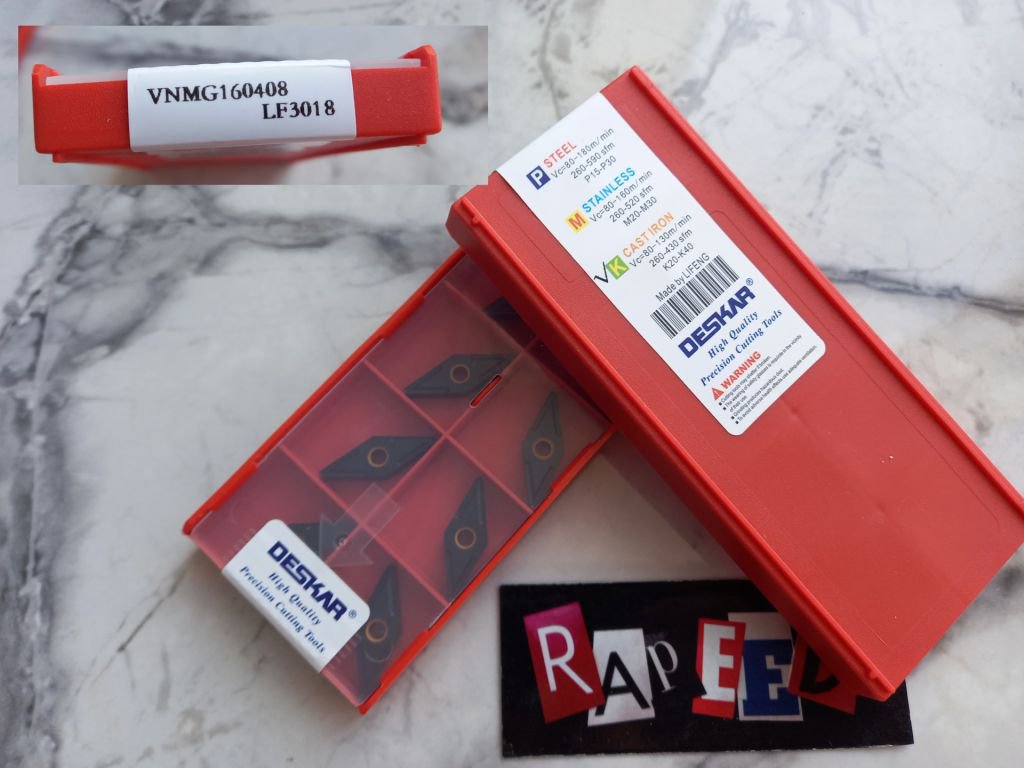 VNMG160408
LF3018
P STEEL
Vc=80-180m/min
260-590 sfm
P15-P30
M STAINLESS
Vc=80-160m/min
260-520 sfm
M20-M30
K CAST IRON
Vc=80-130m/min
260-430 sfm
K20-K40
Made by LIFENG
DESKAR®
High Quality
Precision Cutting Tools
WARNING
DESKAR®
High Quality
Precision Cutting Tools
RAPEED